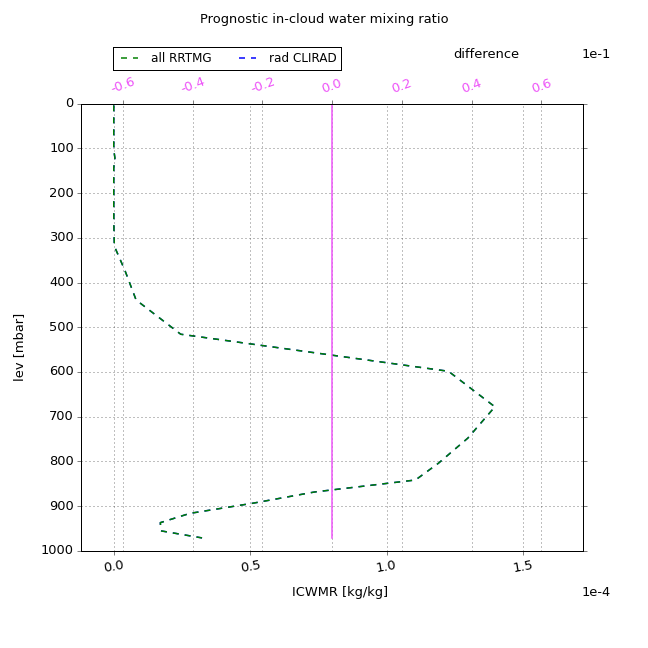 Prognostic in-cloud water mixing ratio
all RRTMG rad CLIRAD difference 1e-1
-0.6 -0.4 -0.2 0.0 0.2 0.4 0.6
0
100
200
300
400
500
600
700
800
900
1000
lev [mbar]
0.0 0.5 1.0 1.5
ICWMR [kg/kg] 1e-4